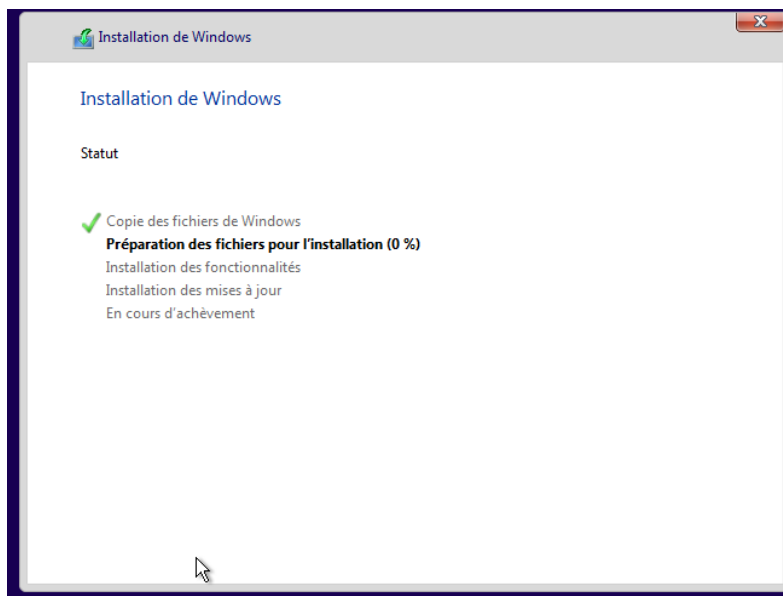 Installation de Windows
Installation de Windows
Statut
Copie des fichiers de Windows
Préparation des fichiers pour l'installation (0 %)
Installation des fonctionnalités
Installation des mises à jour
En cours d'achèvement